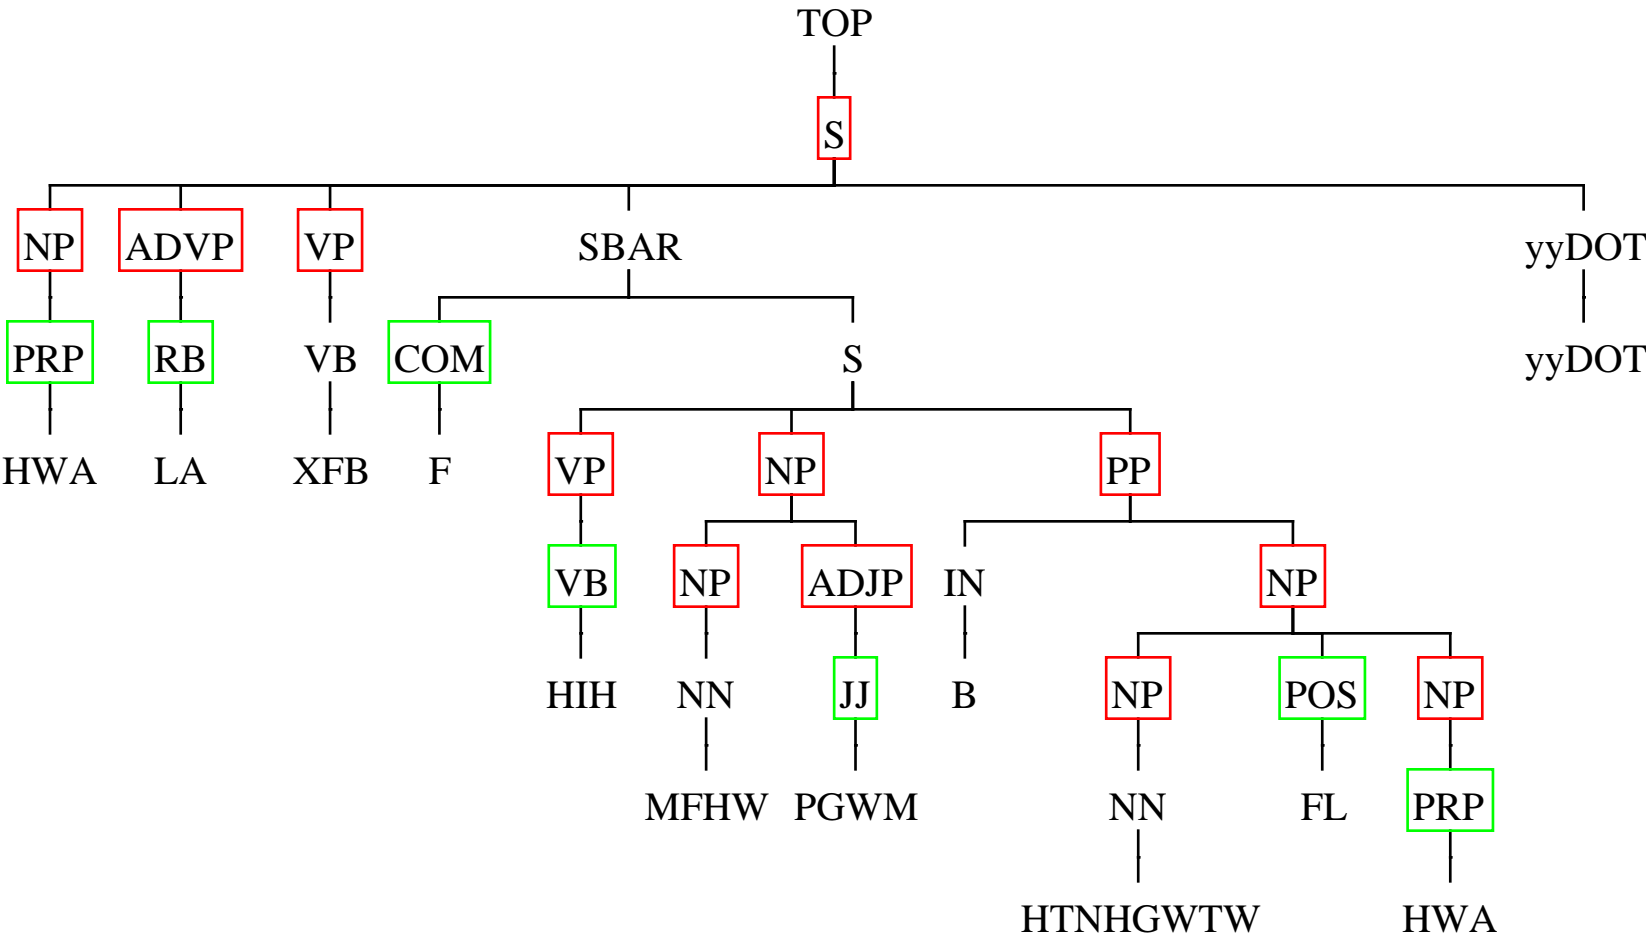 TOP
S
NP ADVP VP SBAR yyDOT
PRP RB VB COM S yyDOT
HWA LA XFB F VP NP PP
VB NP ADJP IN NP
HIH NN JJ B NP POS NP
MFHW PGWM NN FL PRP
HTNHGWTW HWA